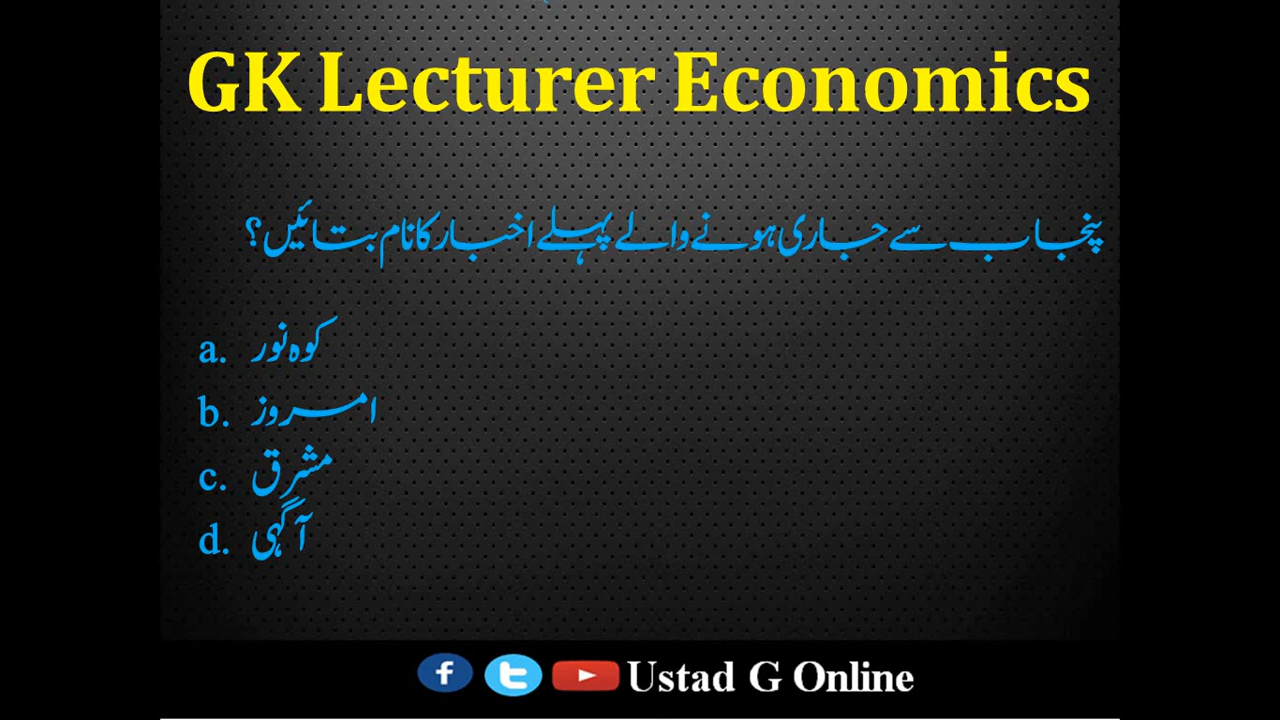 GK Lecturer Economics
پنجاب سے جاری ہونے والے پہلے اخبار کا نام بتائیں؟
a. کوہ نور
b. امروز
c. مشرق
d. آگہی
Ustad G Online